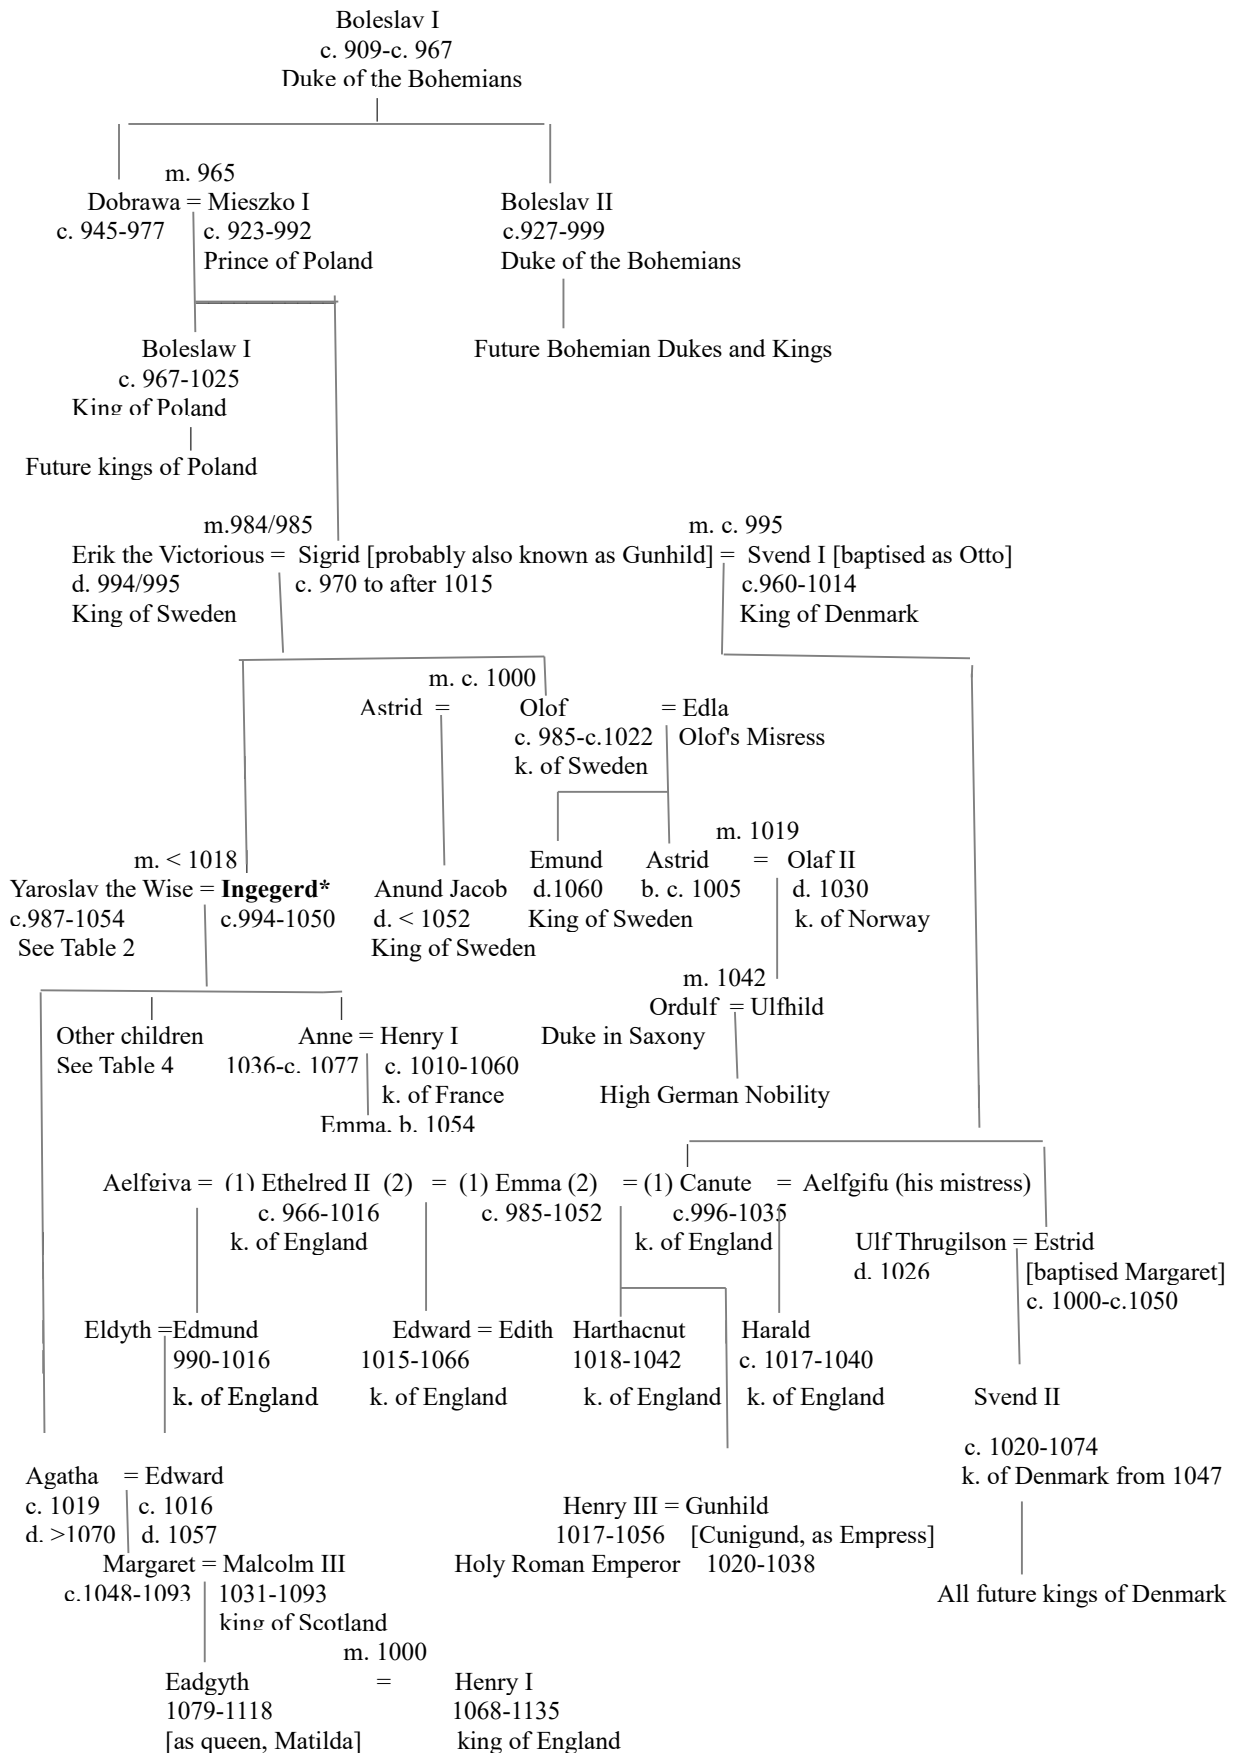 Boleslav I
c. 909-c. 967
Duke of the Bohemians
m. 965
Dobrawa = Mieszko I
Boleslav II
c. 945-977
c. 923-992
c.927-999
Prince of Poland
Duke of the Bohemians
Boleslaw I
Future Bohemian Dukes and Kings
c. 967-1025
King of Poland
Future kings of Poland
m.984/985
m. c. 995
Erik the Victorious = Sigrid [probably also known as Gunhild] = Svend I [baptised as Otto]
d. 994/995
c. 970 to after 1015
c.960-1014
King of Sweden
King of Denmark
m. c. 1000
Astrid =
Olof
= Edla
c. 985-c.1022
Olof's Misress
k. of Sweden
m. 1019
m. < 1018
Emund
Astrid
=
Olaf II
Yaroslav the Wise = Ingegerd*
Anund Jacob
d.1060
b. c. 1005
d. 1030
c.987-1054
c.994-1050
d. < 1052
King of Sweden
k. of Norway
See Table 2
King of Sweden
m. 1042
Ordulf = Ulfhild
Other children
Anne = Henry I
Duke in Saxony
See Table 4
1036-c. 1077
c. 1010-1060
k. of France
High German Nobility
Emma, b. 1054
Aelfgiva = (1) Ethelred II (2) = (1) Emma (2) = (1) Canute = Aelfgifu (his mistress)
c. 966-1016
c. 985-1052
c.996-1035
k. of England
k. of England
Ulf Thrugilson = Estrid
d. 1026
[baptised Margaret]
c. 1000-c.1050
Eldyth =Edmund
Edward = Edith
Harthacnut
Harald
990-1016
1015-1066
1018-1042
c. 1017-1040
k. of England
k. of England
k. of England
k. of England
Svend II
c. 1020-1074
Agatha = Edward
k. of Denmark from 1047
c. 1019
c. 1016
Henry III = Gunhild
d. >1070
d. 1057
1017-1056
[Cunigund, as Empress]
Margaret = Malcolm III
Holy Roman Emperor
1020-1038
c.1048-1093
1031-1093
All future kings of Denmark
king of Scotland
m. 1000
Eadgyth
=
Henry I
1079-1118
1068-1135
[as queen, Matilda]
king of England